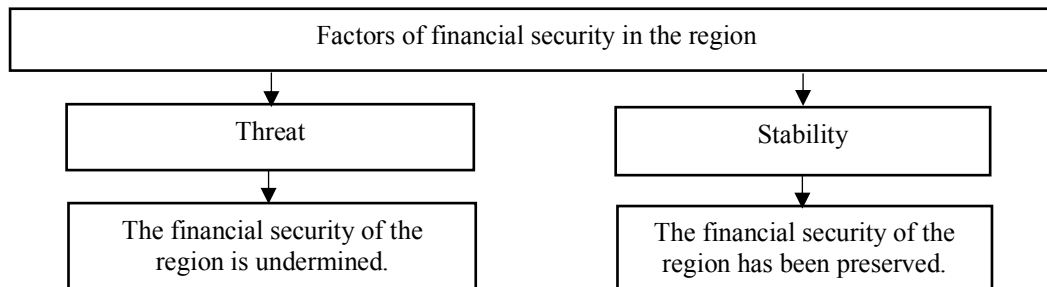 Factors of financial security in the region
Threat
Stability
The financial security of the
region is undermined.
The financial security of the
region has been preserved.